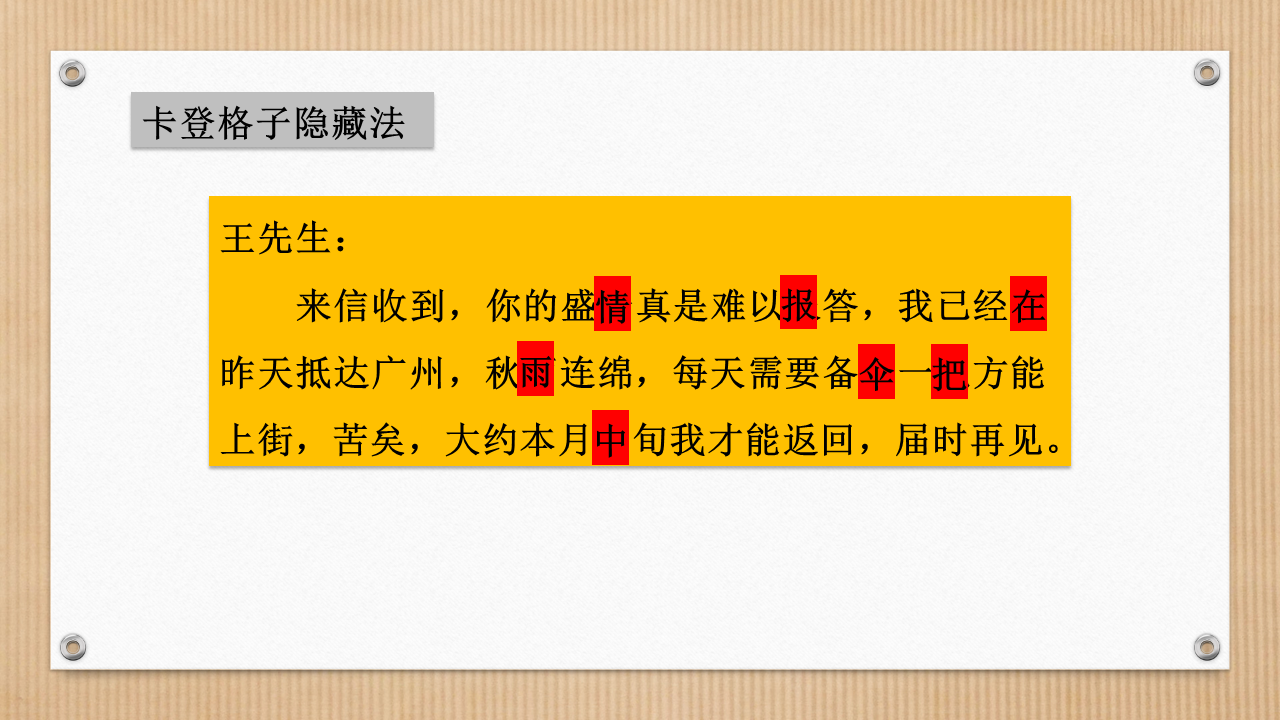 卡登格子隐藏法
王先生：
来信收到，你的盛情真是难以报答，我已经在
昨天抵达广州，秋雨连绵，每天需要备伞一把方能
上街，苦矣，大约本月中旬我才能返回，届时再见。